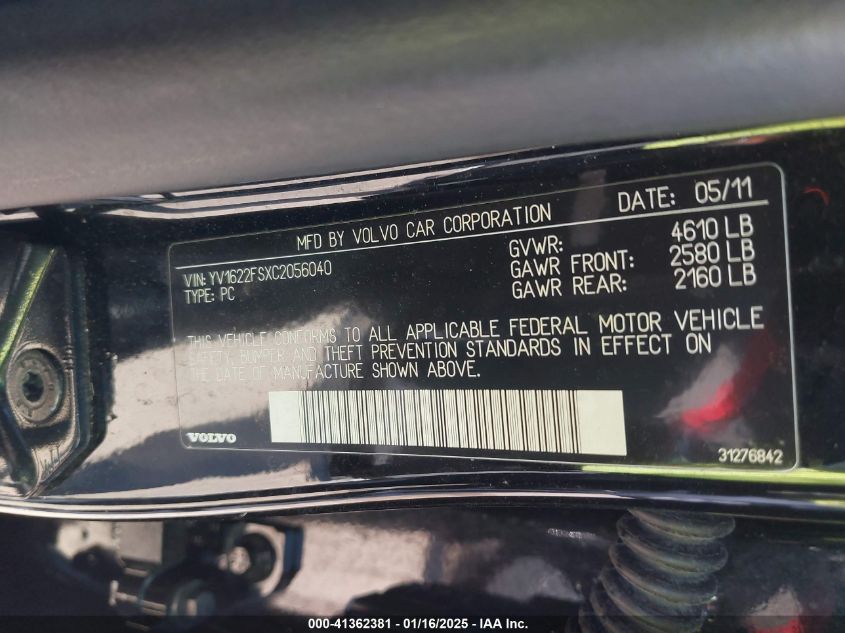 MFD BY VOLVO CAR CORPORATION DATE: 05/11
VIN: YV1622FSXC2056040
TYPE: PC
GVWR: 4610 LB
GAWR FRONT: 2580 LB
GAWR REAR: 2160 LB
THIS VEHICLE CONFORMS TO ALL APPLICABLE FEDERAL MOTOR VEHICLE
SAFETY, BUMPER AND THEFT PREVENTION STANDARDS IN EFFECT ON
THE DATE OF MANUFACTURE SHOWN ABOVE.
VOLVO
31276842
000-41362381 - 01/16/2025 - IAA Inc.